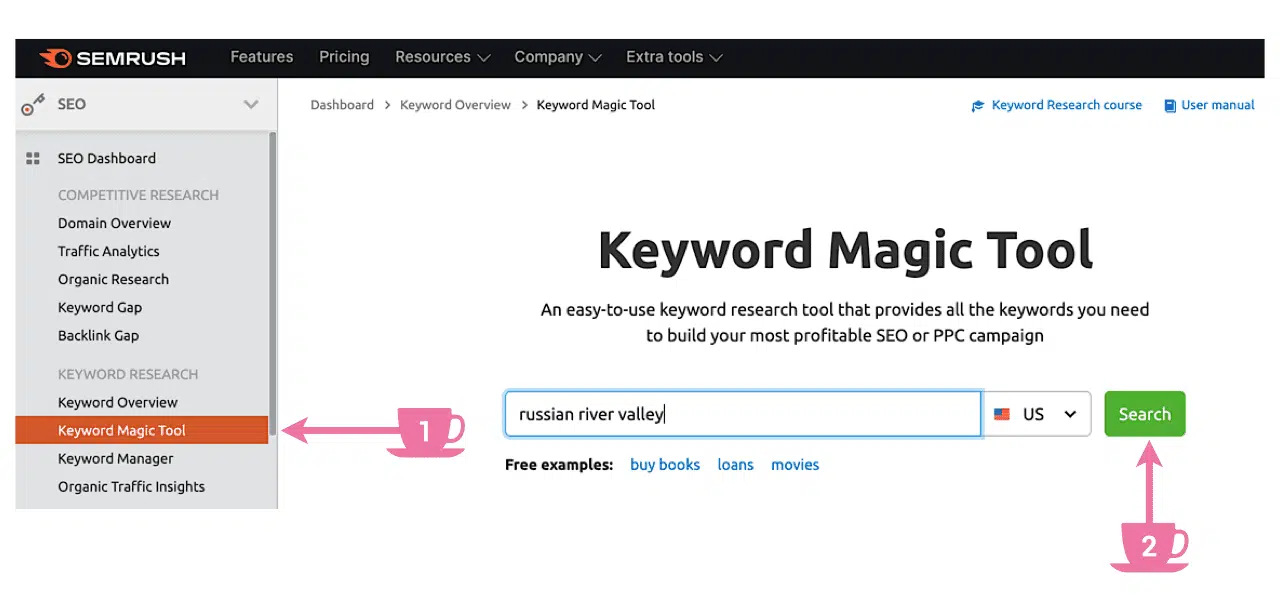 SEMRUSH Features Pricing Resources Company Extra tools
SEO
Dashboard > Keyword Overview > Keyword Magic Tool
Keyword Research course
User manual
SEO Dashboard
COMPETITIVE RESEARCH
Domain Overview
Traffic Analytics
Organic Research
Keyword Gap
Backlink Gap
KEYWORD RESEARCH
Keyword Overview
Keyword Magic Tool
Keyword Manager
Organic Traffic Insights
1
Keyword Magic Tool
An easy-to-use keyword research tool that provides all the keywords you need
to build your most profitable SEO or PPC campaign
russian river valley
US
Search
Free examples: buy books loans movies
2